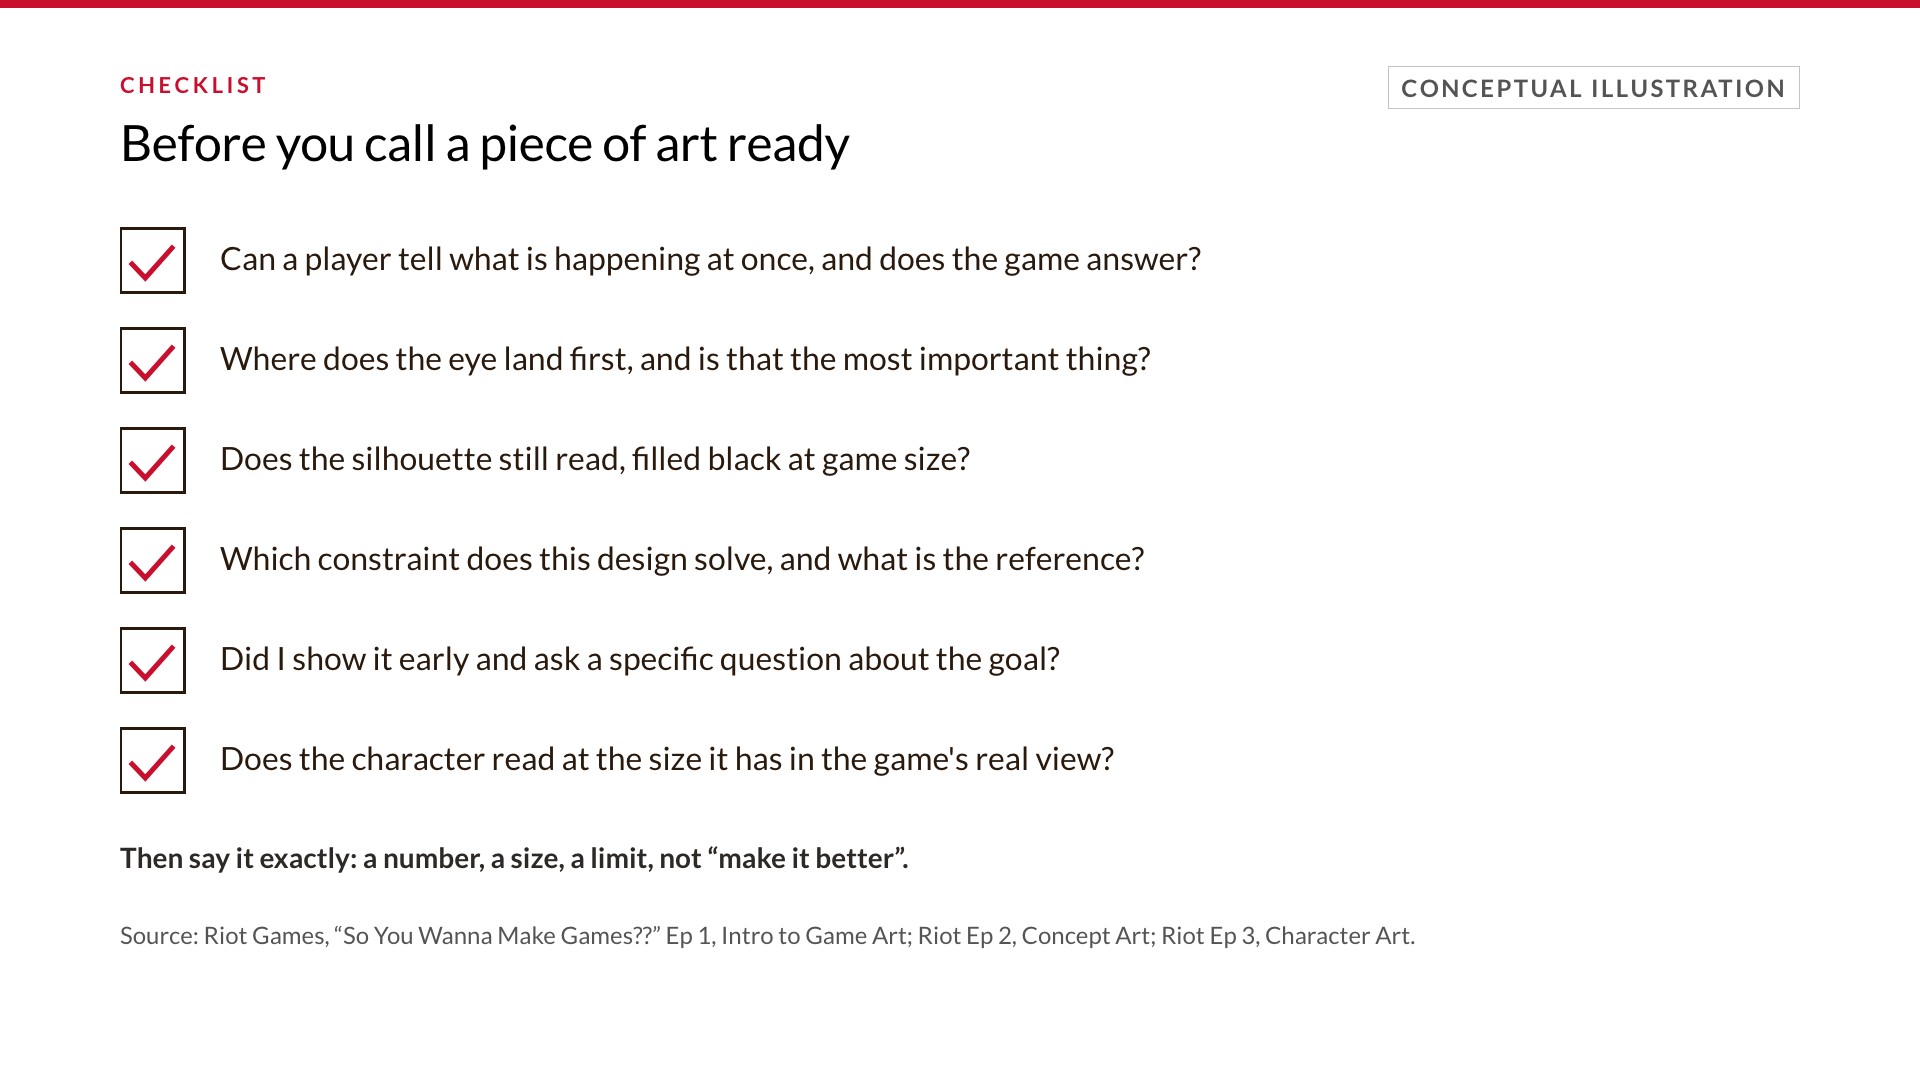 CHECKLIST
CONCEPTUAL ILLUSTRATION
Before you call a piece of art ready
Can a player tell what is happening at once, and does the game answer?
Where does the eye land first, and is that the most important thing?
Does the silhouette still read, filled black at game size?
Which constraint does this design solve, and what is the reference?
Did I show it early and ask a specific question about the goal?
Does the character read at the size it has in the game's real view?
Then say it exactly: a number, a size, a limit, not “make it better”.
Source: Riot Games, “So You Wanna Make Games??” Ep 1, Intro to Game Art; Riot Ep 2, Concept Art; Riot Ep 3, Character Art.